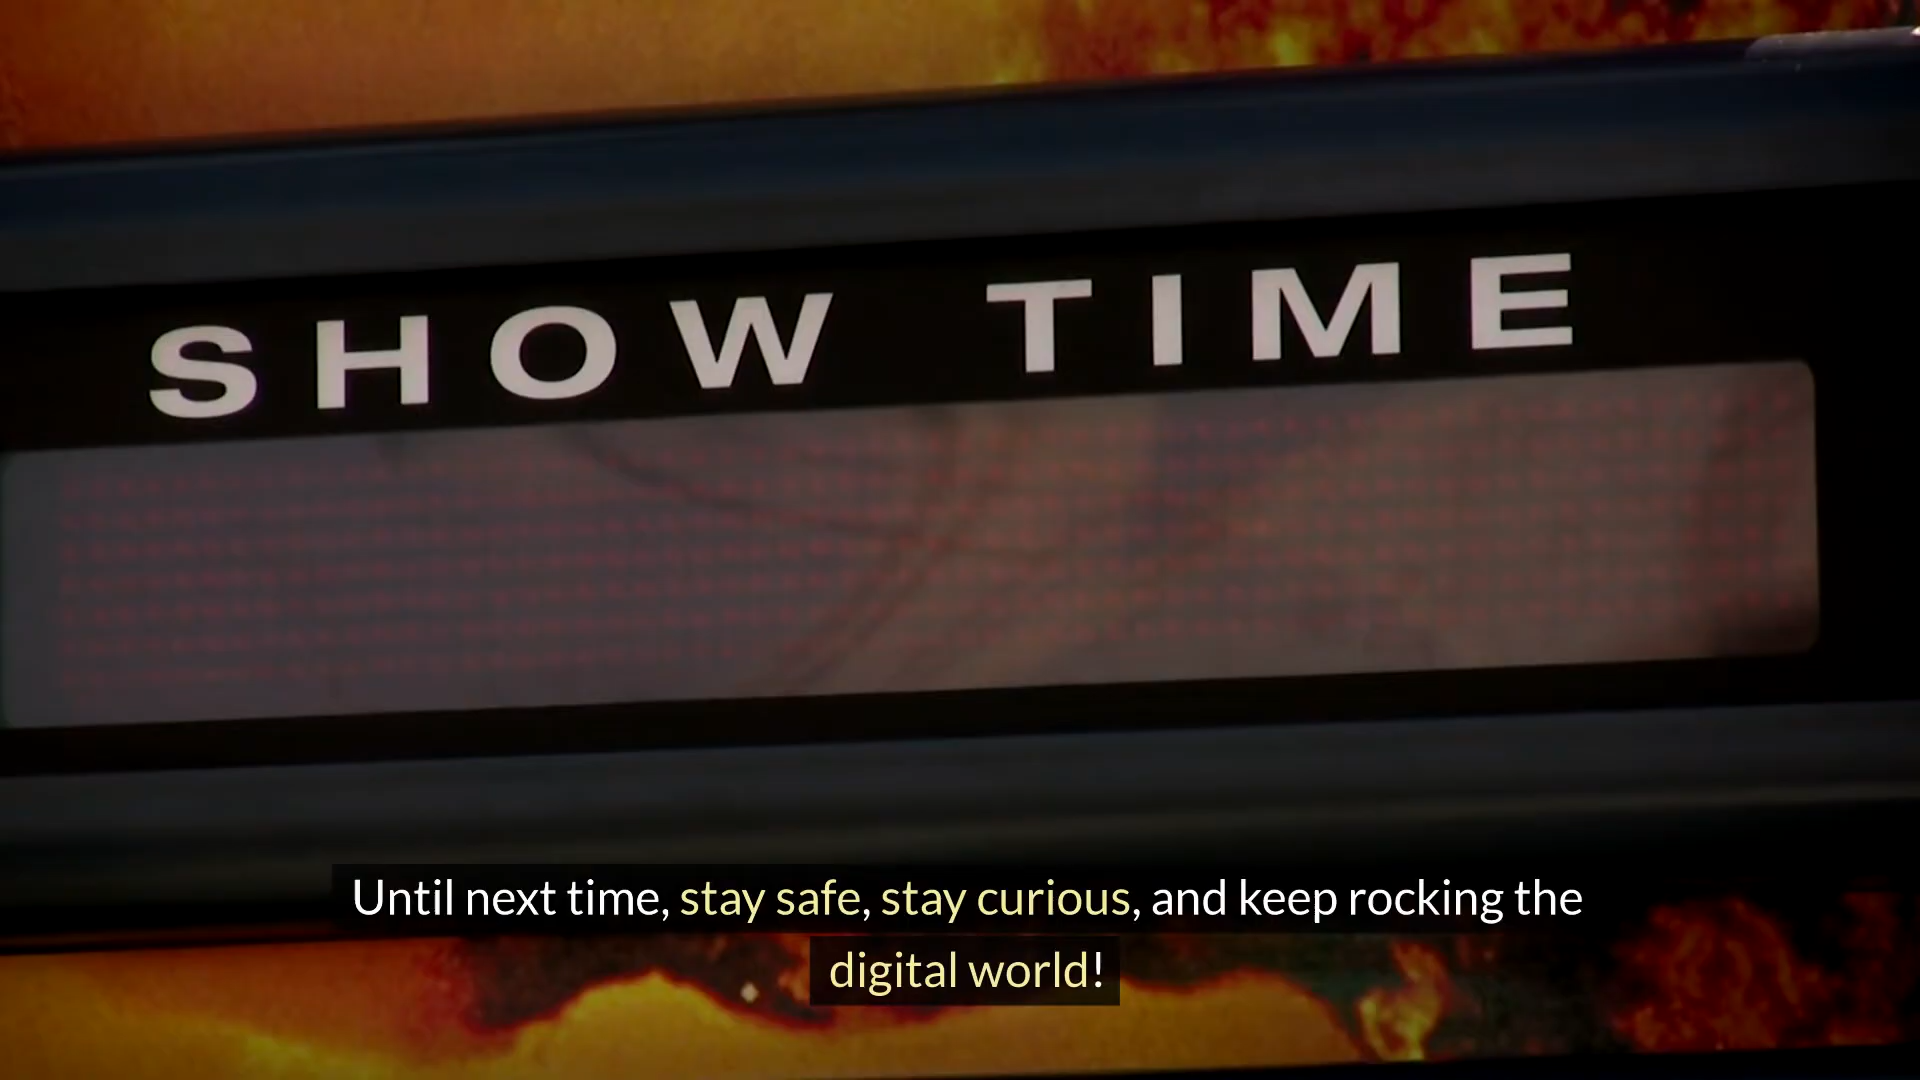 SHOW TIME
Until next time, stay safe, stay curious, and keep rocking the
digital world!